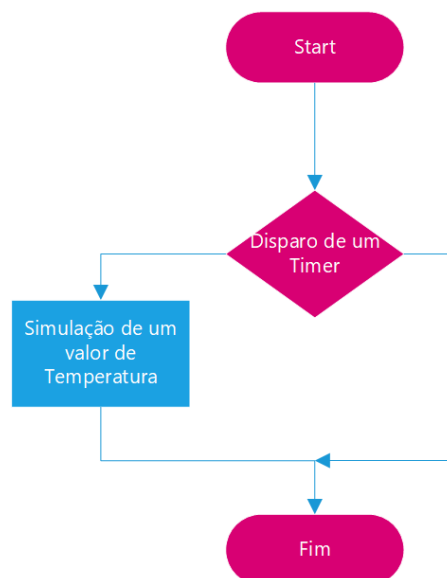 Start
Disparo de um
Timer
Simulação de um
valor de
Temperatura
Fim